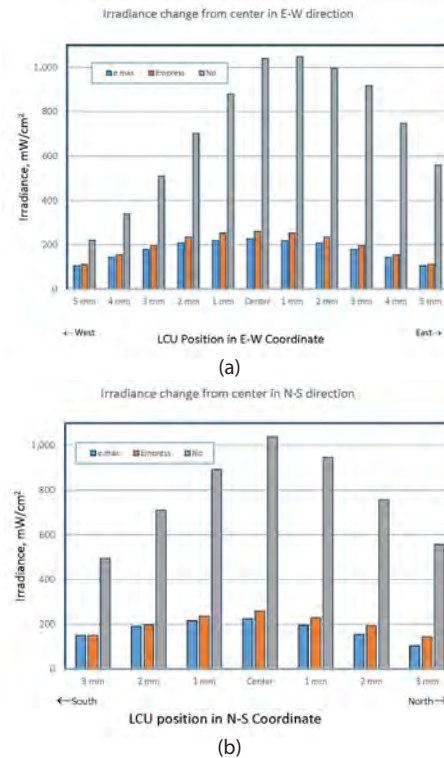 Irradiance change from center in E-W direction
1,000
e.max Empress No
800
600
400
200
0
Irradiance, mW/cm²
5 mm 4 mm 3 mm 2 mm 1 mm Center 1 mm 2 mm 3 mm 4 mm 5 mm
←West East→
LCU Position in E-W Coordinate
(a)
Irradiance change from center in N-S direction
1,000
e.max Empress No
800
600
400
200
0
Irradiance, mW/cm²
3 mm 2 mm 1 mm Center 1 mm 2 mm 3 mm
←South North→
LCU position in N-S Coordinate
(b)